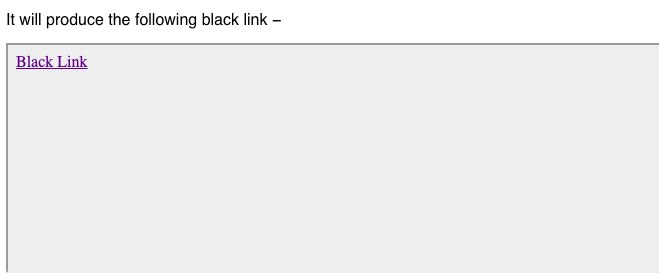 It will produce the following black link –
Black Link